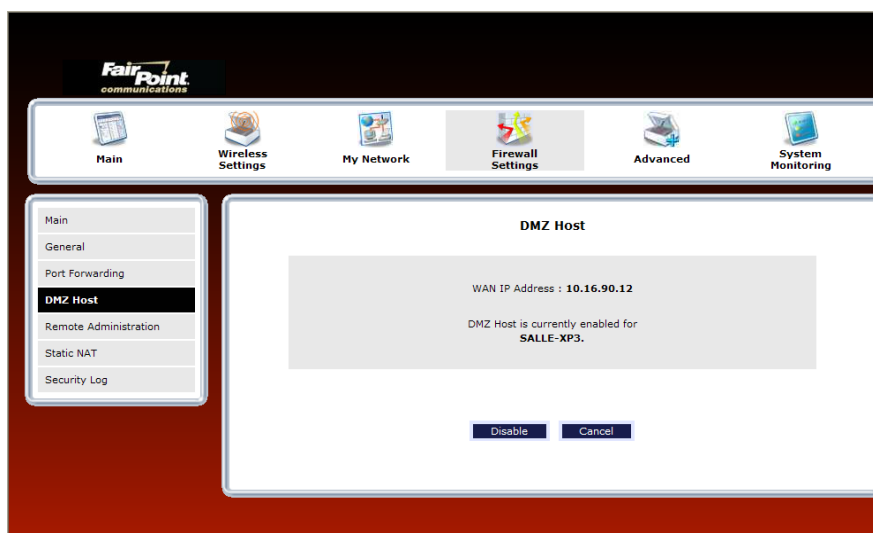 FairPoint.
communications
Main
Wireless
Settings
My Network
Firewall
Settings
Advanced
System
Monitoring
Main
General
Port Forwarding
DMZ Host
Remote Administration
Static NAT
Security Log
DMZ Host
WAN IP Address : 10.16.90.12
DMZ Host is currently enabled for
SALLE-XP3.
Disable
Cancel